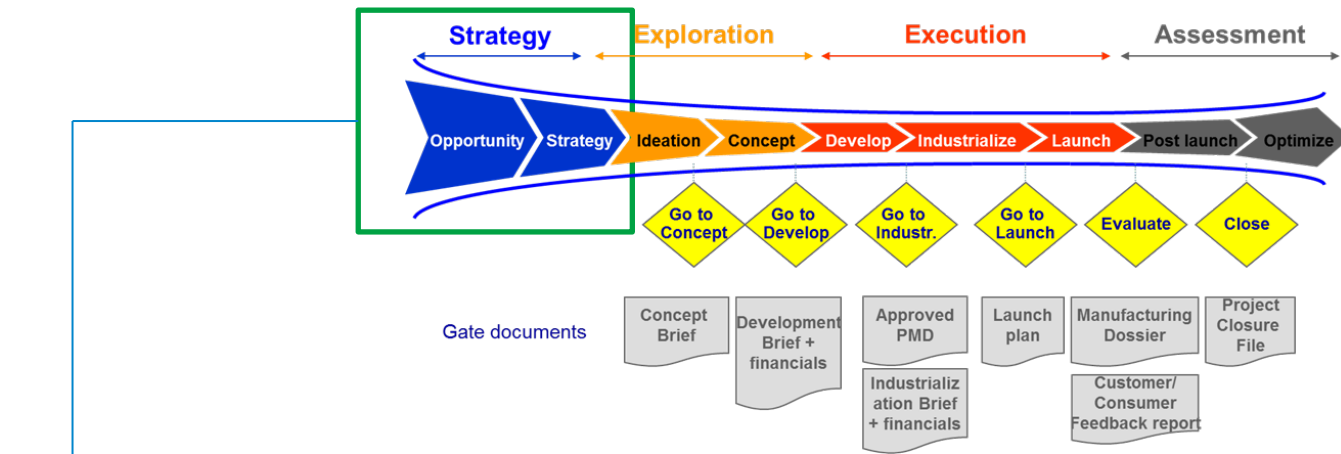 Strategy
Exploration
Execution
Assessment
Opportunity
Strategy
Ideation
Concept
Develop
Industrialize
Launch
Post launch
Optimize
Go to
Concept
Go to
Develop
Go to
Industr.
Go to
Launch
Evaluate
Close
Gate documents
Concept
Brief
Development
Brief +
financials
Approved
PMD
Launch
plan
Manufacturing
Dossier
Project
Closure
File
Industrializ
ation Brief
+ financials
Customer/
Consumer
Feedback report